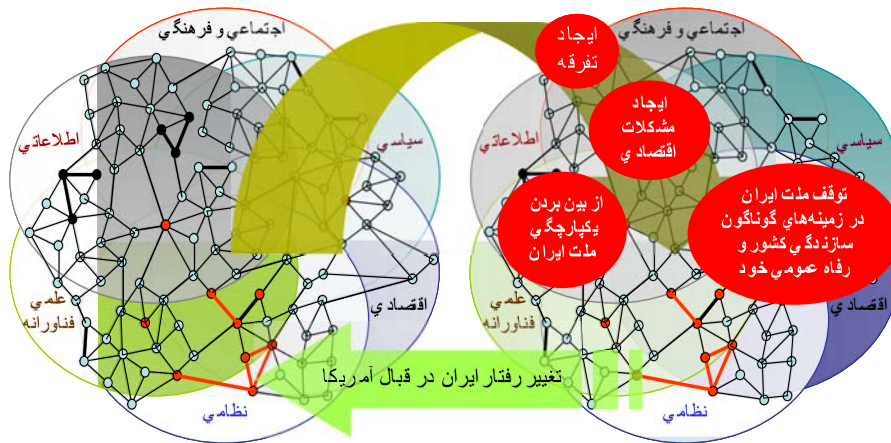 اجتماعي و فرهنگي
سياسي
اقتصادي
نظامي
علمي
فناورانه
اطلاعاتي
ايجاد
تفرقه
ايجاد
مشكلات
اقتصادي
از بين بردن
يكپارچگي
ملت ايران
توقف ملت ايران
در زمينه‌هاي گوناگون
سازندگي كشور و
رفاه عمومي خود
اجتماعي و فرهنگي
سياسي
اقتصادي
نظامي
علمي
فناورانه
اطلاعاتي
تغيير رفتار ايران در قبال آمريكا